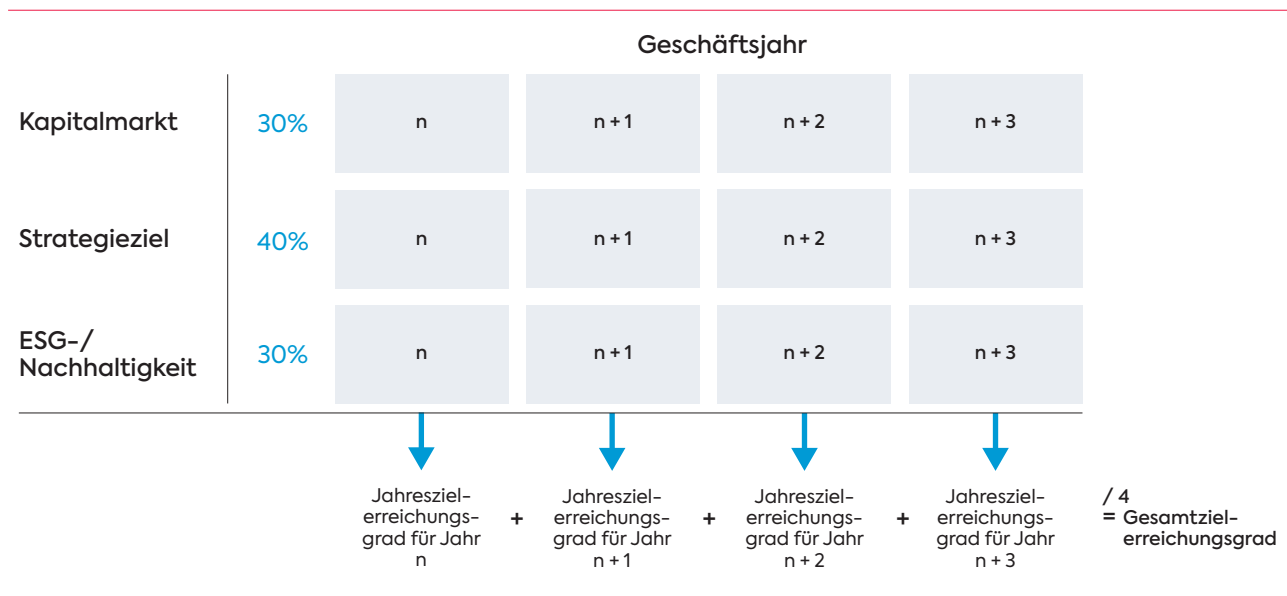 Geschäftsjahr
Kapitalmarkt 30% n n + 1 n + 2 n + 3
Strategieziel 40% n n + 1 n + 2 n + 3
ESG-/
Nachhaltigkeit 30% n n + 1 n + 2 n + 3
Jahresziel- Jahresziel- Jahresziel- Jahresziel- / 4
erreichungs- + erreichungs- + erreichungs- + erreichungs- = Gesamtziel-
grad für Jahr grad für Jahr grad für Jahr grad für Jahr erreichungsgrad
n n + 1 n + 2 n + 3